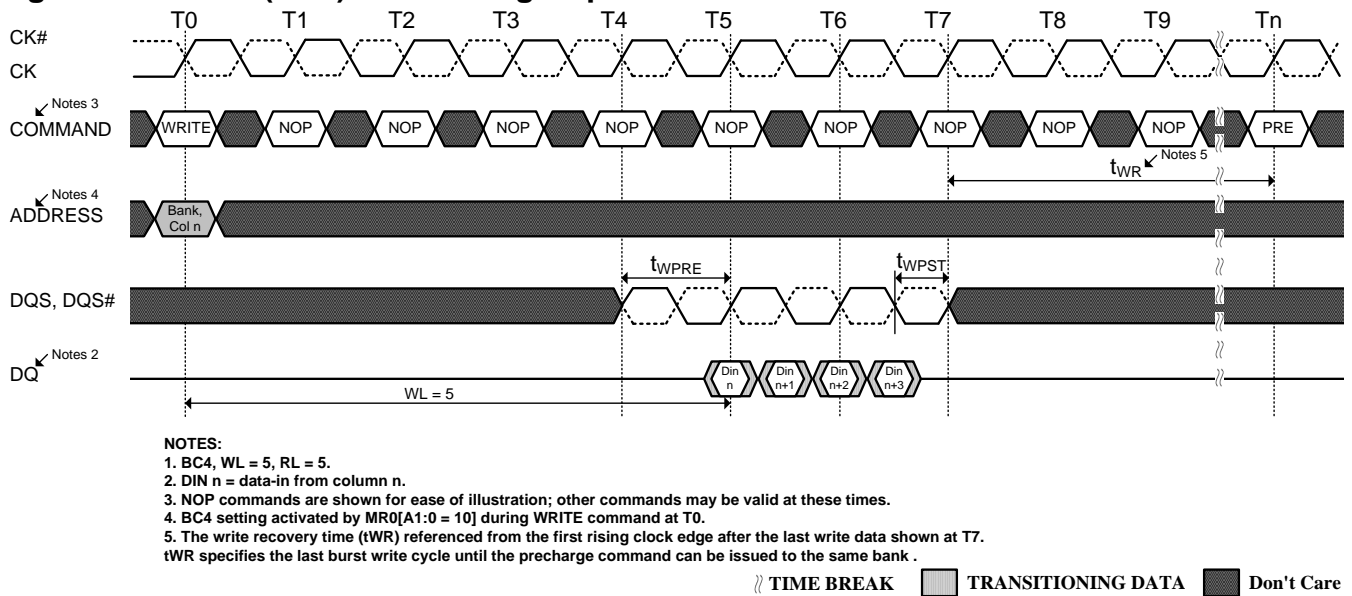 T0 T1 T2 T3 T4 T5 T6 T7 T8 T9 Tn
CK#
CK
Notes 3
COMMAND WRITE NOP NOP NOP NOP NOP NOP NOP NOP NOP PRE
tWR Notes 5
Notes 4
ADDRESS Bank, Col n
tWPRE tWPST
DQS, DQS#
Notes 2
DQ Din n Din n+1 Din n+2 Din n+3
WL = 5
NOTES:
1. BC4, WL = 5, RL = 5.
2. DIN n = data-in from column n.
3. NOP commands are shown for ease of illustration; other commands may be valid at these times.
4. BC4 setting activated by MR0[A1:0 = 10] during WRITE command at T0.
5. The write recovery time (tWR) referenced from the first rising clock edge after the last write data shown at T7.
tWR specifies the last burst write cycle until the precharge command can be issued to the same bank .
TIME BREAK TRANSITIONING DATA Don't Care